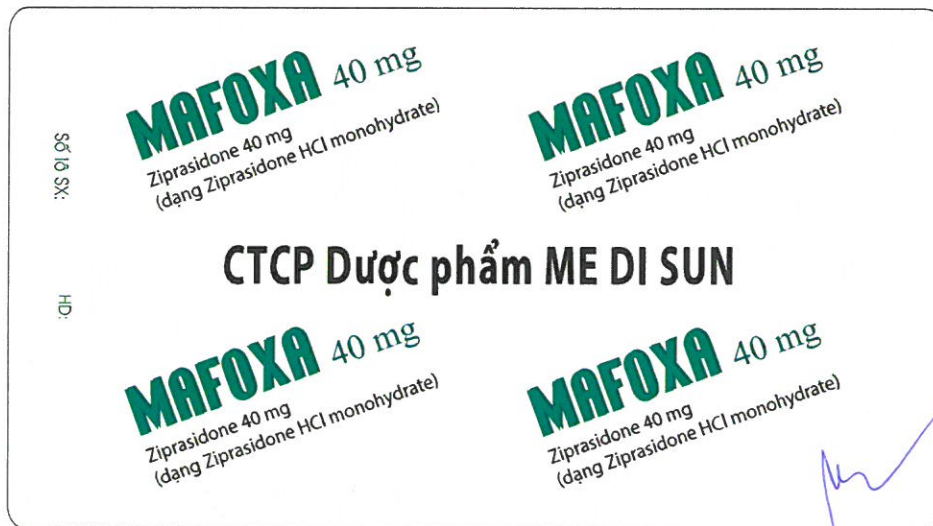 MAFOXA 40 mg
Ziprasidone 40 mg
(dạng Ziprasidone HCl monohydrate)
MAFOXA 40 mg
Ziprasidone 40 mg
(dạng Ziprasidone HCl monohydrate)
Số lô SX:
CTCP Dược phẩm ME DI SUN
HD:
MAFOXA 40 mg
Ziprasidone 40 mg
(dạng Ziprasidone HCl monohydrate)
MAFOXA 40 mg
Ziprasidone 40 mg
(dạng Ziprasidone HCl monohydrate)